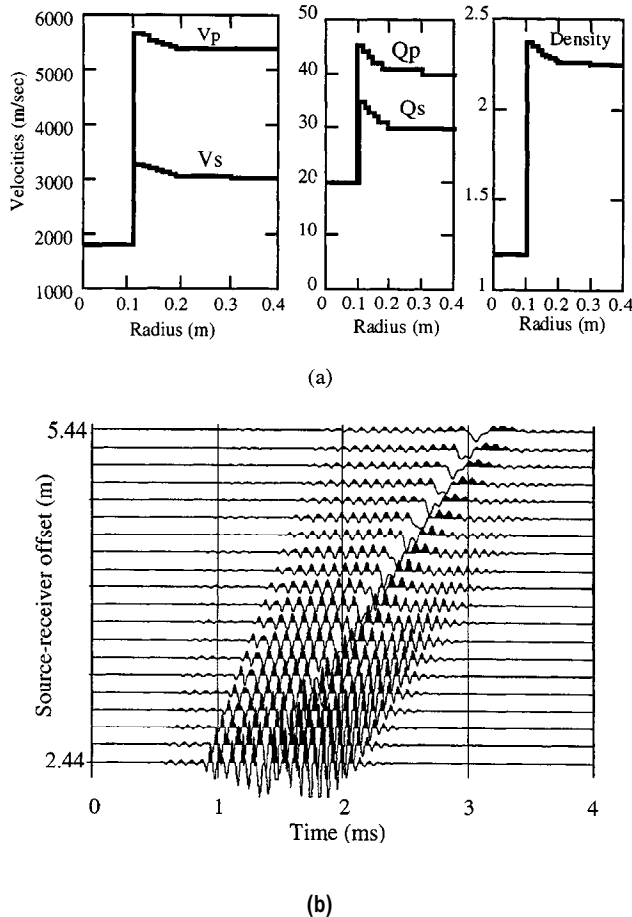 6000
5000
4000
3000
2000
1000
Velocities (m/sec)
Vp
Vs
0 0.1 0.2 0.3 0.4
Radius (m)
50
40
30
20
10
0
Qp
Qs
0 0.1 0.2 0.3 0.4
Radius (m)
2.5
2
1.5
1
Density
0 0.1 0.2 0.3 0.4
Radius (m)
(a)
5.44
2.44
Source-receiver offset (m)
0 1 2 3 4
Time (ms)
(b)